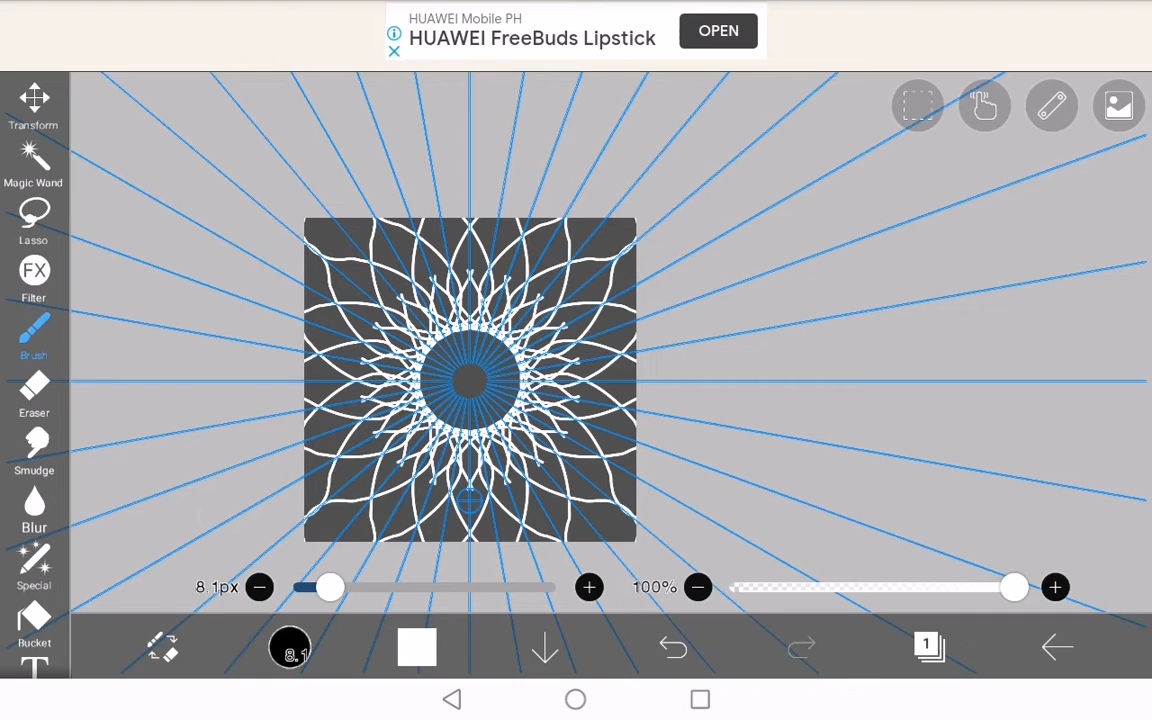 HUAWEI Mobile PH
HUAWEI FreeBuds Lipstick
OPEN
Transform
Magic Wand
Lasso
FX
Filter
Brush
Eraser
Smudge
Blur
Special
Bucket
T
8.1px
100%
8.1
1